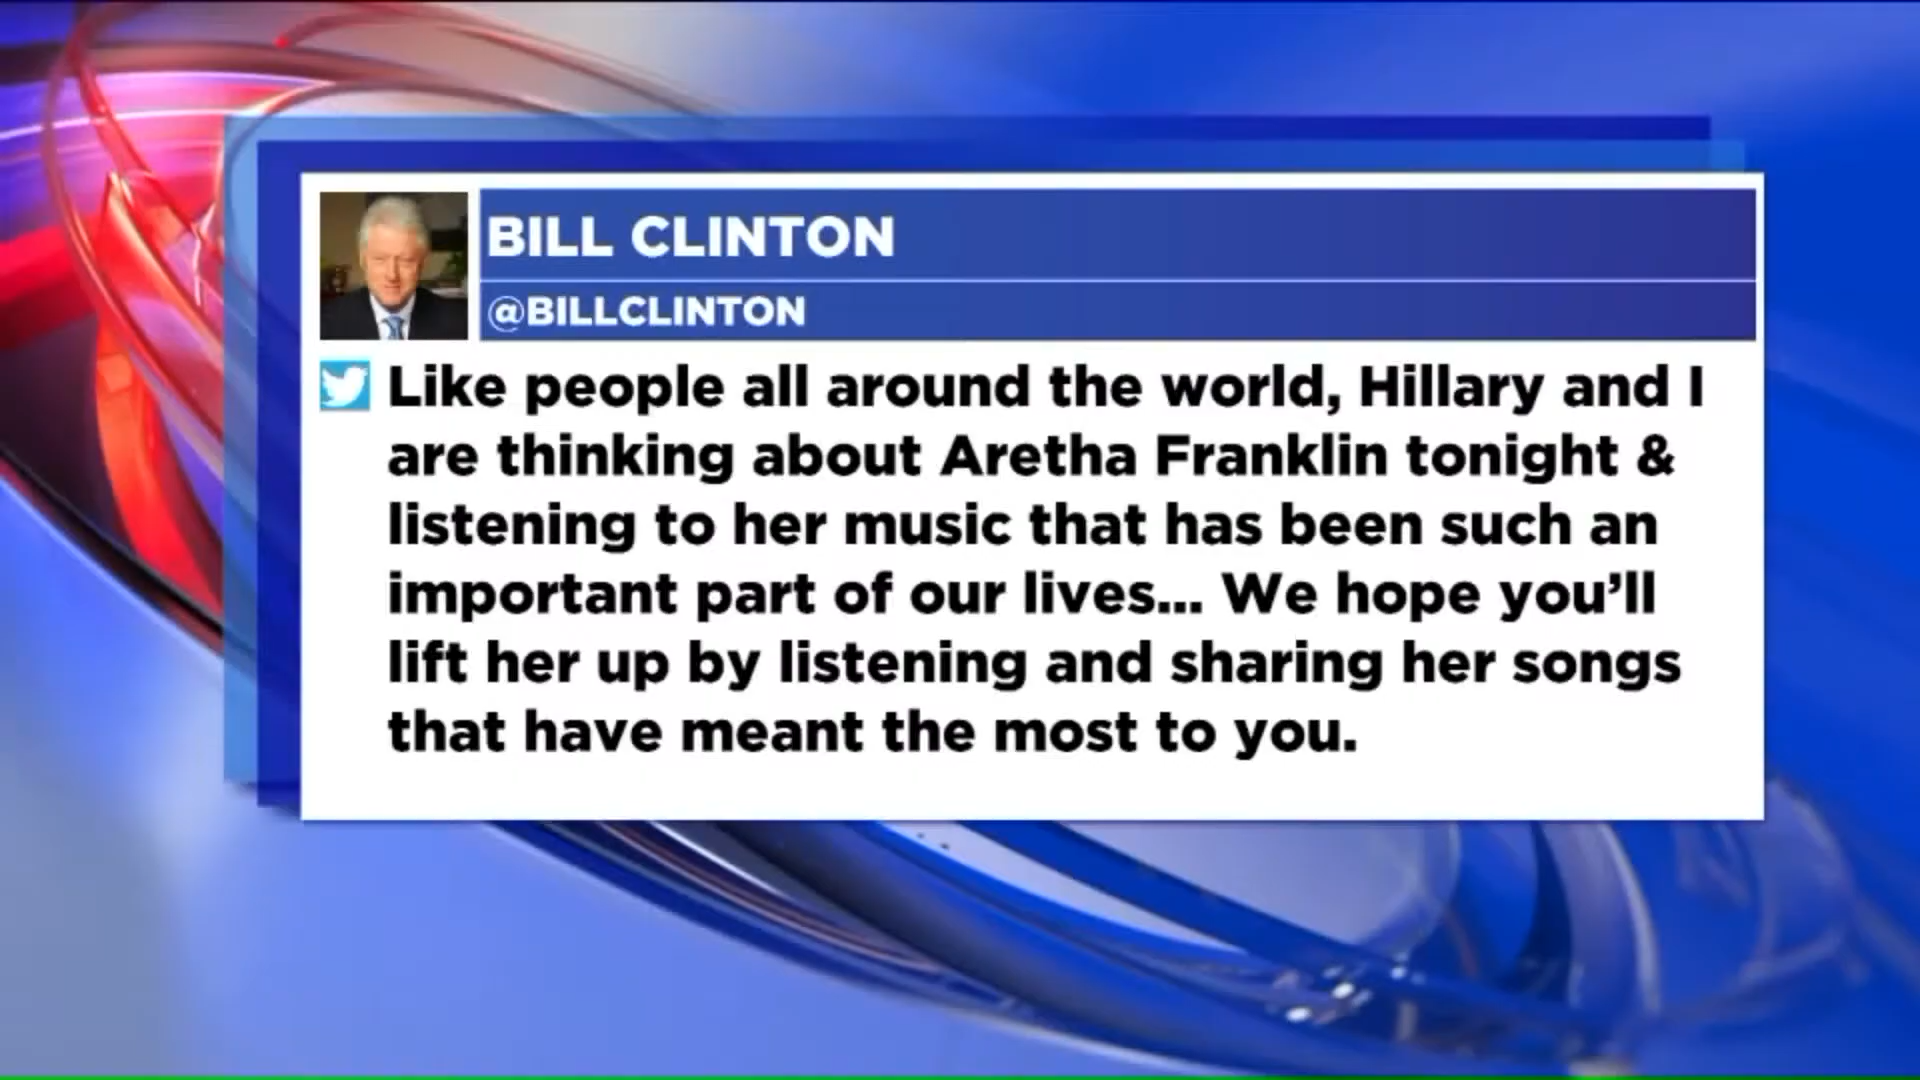 BILL CLINTON
@BILLCLINTON
Like people all around the world, Hillary and I
are thinking about Aretha Franklin tonight &
listening to her music that has been such an
important part of our lives... We hope you’ll
lift her up by listening and sharing her songs
that have meant the most to you.